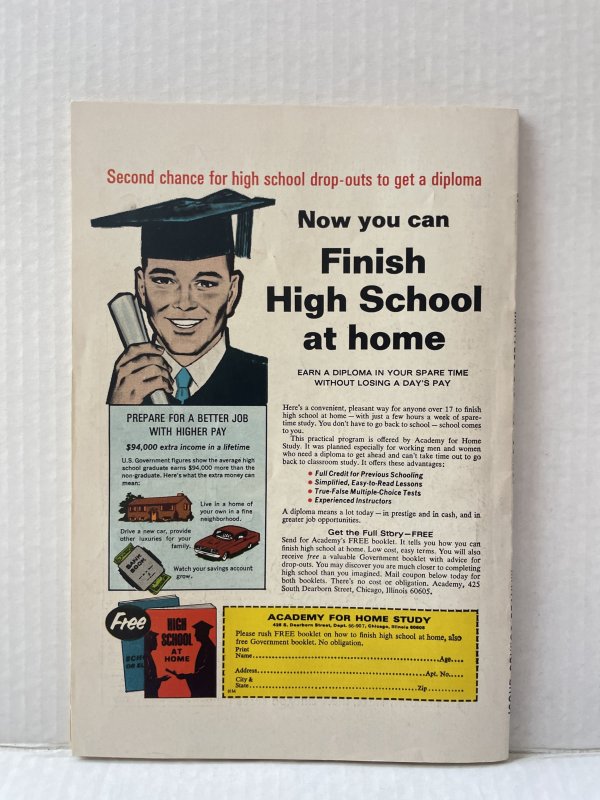 Second chance for high school drop-outs to get a diploma
Now you can
Finish
High School
at home
EARN A DIPLOMA IN YOUR SPARE TIME
WITHOUT LOSING A DAY'S PAY
PREPARE FOR A BETTER JOB
WITH HIGHER PAY
$94,000 extra income in a lifetime
U.S. Government figures show the average high
school graduate earns $94,000 more than the
non-graduate. Here's what the extra money can
mean:
Live in a home of
your own in a fine
neighborhood.
Drive a new car, provide
other luxuries for your
family.
BANK
BOOK
Watch your savings account
grow.
Here's a convenient, pleasant way for anyone over 17 to finish
high school at home — with just a few hours a week of spare-
time study. You don't have to go back to school — school comes
to you.
This practical program is offered by Academy for Home
Study. It was planned especially for working men and women
who need a diploma to get ahead and can't take time out to go
back to classroom study. It offers these advantages:
• Full Credit for Previous Schooling
• Simplified, Easy-to-Read Lessons
• True-False Multiple-Choice Tests
• Experienced Instructors
A diploma means a lot today — in prestige and in cash, and in
greater job opportunities.
Get the Full Story—FREE
Send for Academy's FREE booklet. It tells you how you can
finish high school at home. Low cost, easy terms. You will also
receive free a valuable Government booklet with advice for
drop-outs. You may discover you are much closer to completing
high school than you imagined. Mail coupon below today for
both booklets. There's no cost or obligation. Academy, 425
South Dearborn Street, Chicago, Illinois 60605.
Free
HIGH
SCHOOL
AT
HOME
SCH
OR
ACADEMY FOR HOME STUDY
425 S. Dearborn Street, Dept. 66-907, Chicago, Illinois 60605
Please rush FREE booklet on how to finish high school at home, also
free Government booklet. No obligation.
Print
Name Age
Address Apt. No.
City &
State Zip